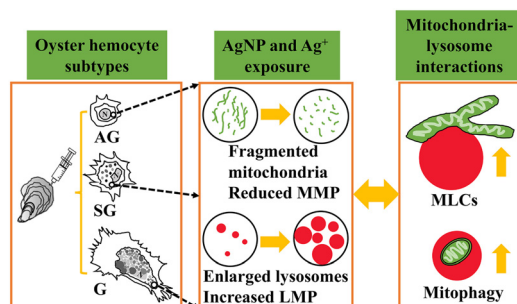 Oyster hemocyte
subtypes
AgNP and Ag⁺
exposure
Mitochondria-
lysosome
interactions
N
AG
SG
G
Fragmented
mitochondria
Reduced MMP
Enlarged lysosomes
Increased LMP
MLCs
Mitophagy